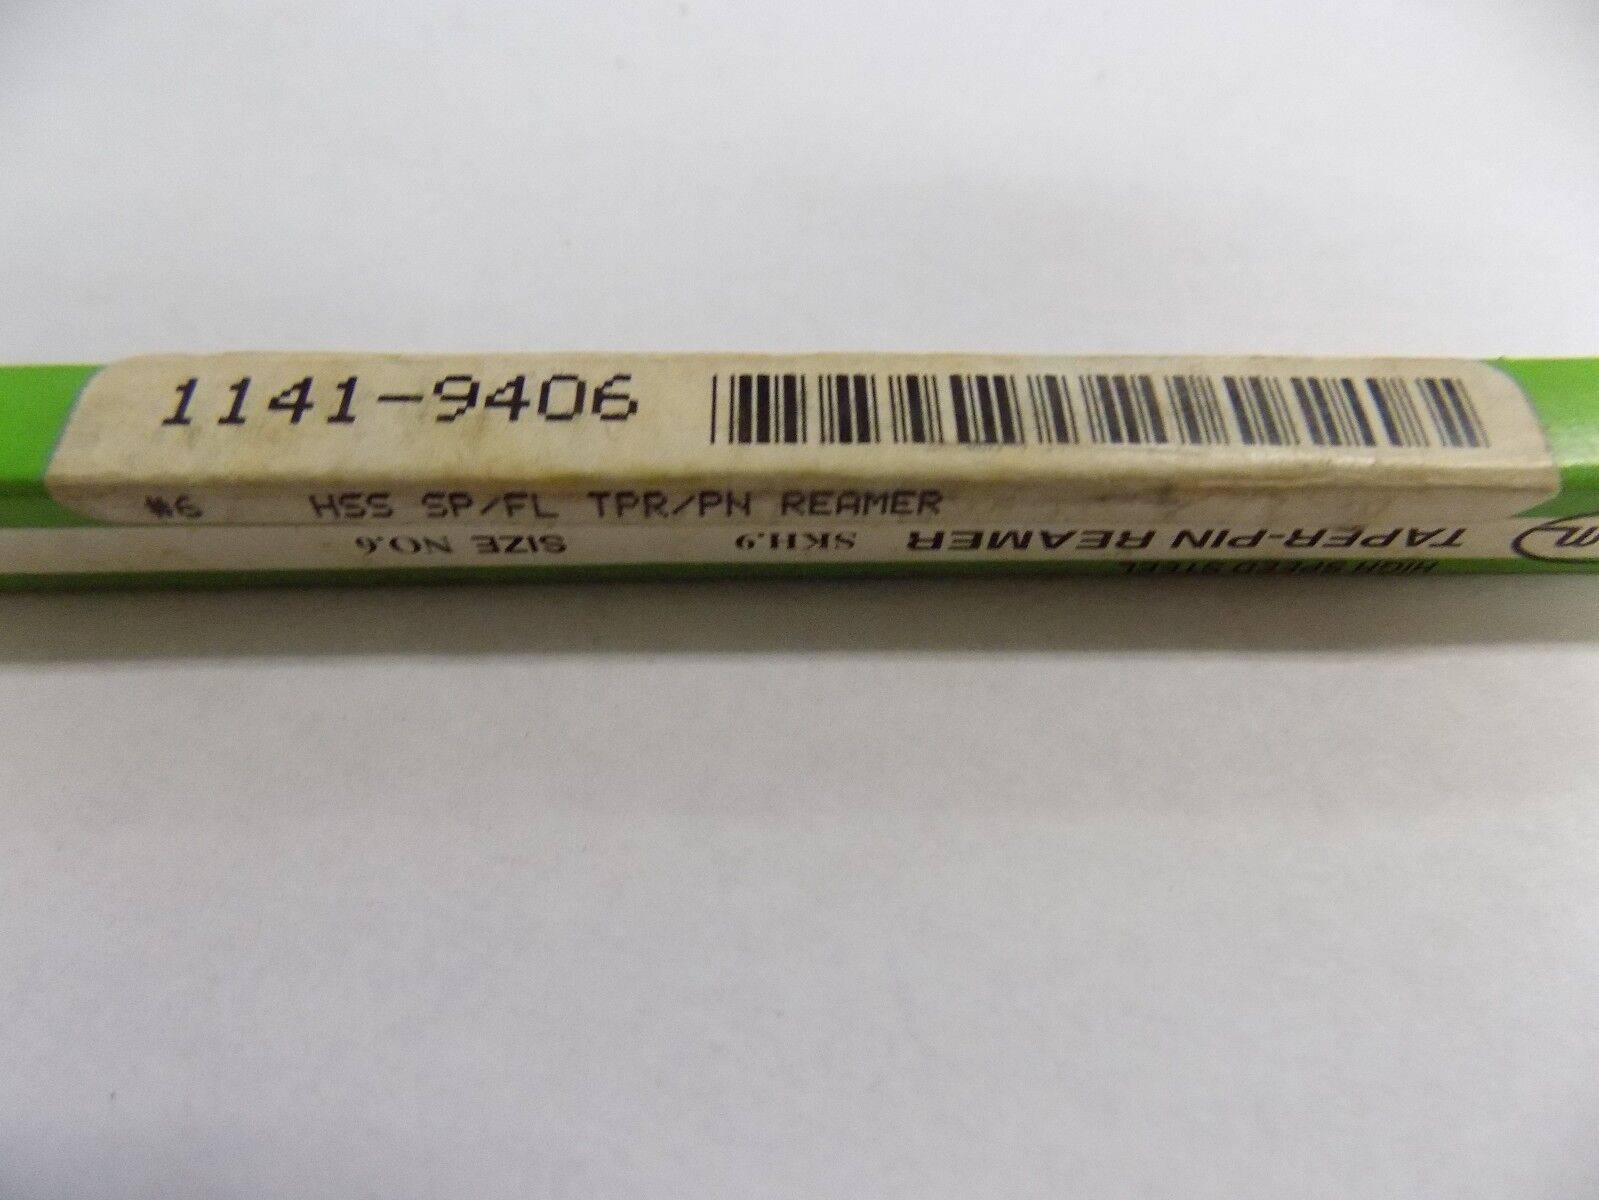 1141-9406
#6 HSS SP/FL TPR/PN REAMER
HIGH SPEED STEEL
TAPER-PIN REAMER SKH.9 SIZE NO.6